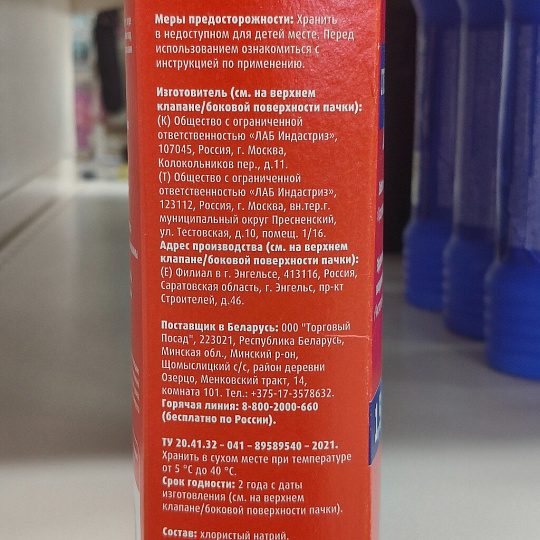 Меры предосторожности: Хранить
в недоступном для детей месте. Перед
использованием ознакомиться с
инструкцией по применению.
Изготовитель (см. на верхнем
клапане/боковой поверхности пачки):
(К) Общество с ограниченной
ответственностью «ЛАБ Индастриз»,
107045, Россия, г. Москва,
Колокольников пер., д.11.
(Т) Общество с ограниченной
ответственностью «ЛАБ Индастриз»,
123112, Россия, г. Москва, вн.тер.г.
муниципальный округ Пресненский,
ул. Тестовская, д.10, помещ. 1/16.
Адрес производства (см. на верхнем
клапане/боковой поверхности пачки):
(Е) Филиал в г. Энгельсе, 413116, Россия,
Саратовская область, г. Энгельс, пр-кт
Строителей, д.46.
Поставщик в Беларусь: ООО "Торговый
Посад", 223021, Республика Беларусь,
Минская обл., Минский р-он,
Щомыслицкий с/с, район деревни
Озерцо, Менковский тракт, 14,
комната 101. Тел.: +375-17-3578632.
Горячая линия: 8-800-2000-660
(бесплатно по России).
ТУ 20.41.32 – 041 – 89589540 – 2021.
Хранить в сухом месте при температуре
от 5 °C до 40 °C.
Срок годности: 2 года с даты
изготовления (см. на верхнем
клапане/боковой поверхности пачки).
Состав: хлористый натрий.